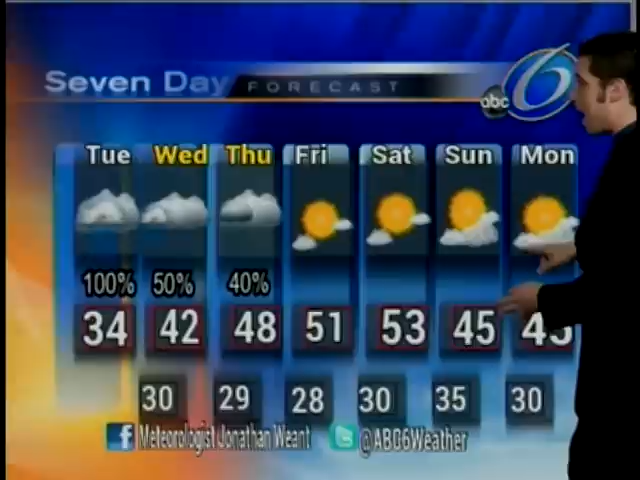 Seven Day FORECAST
abc 6
Tue Wed Thu Fri Sat Sun Mon
100% 50% 40%
34 42 48 51 53 45 45
30 29 28 30 35 30
f Meteorologist Jonathan Weant @ABC6Weather